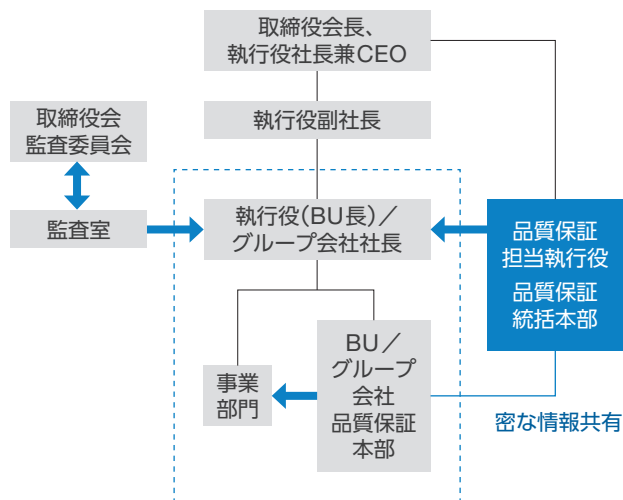 取締役会長、
執行役社長兼CEO
取締役会
監査委員会
執行役副社長
監査室
執行役(BU長)／
グループ会社社長
品質保証
担当執行役
品質保証
統括本部
事業
部門
BU／
グループ
会社
品質保証
本部
密な情報共有